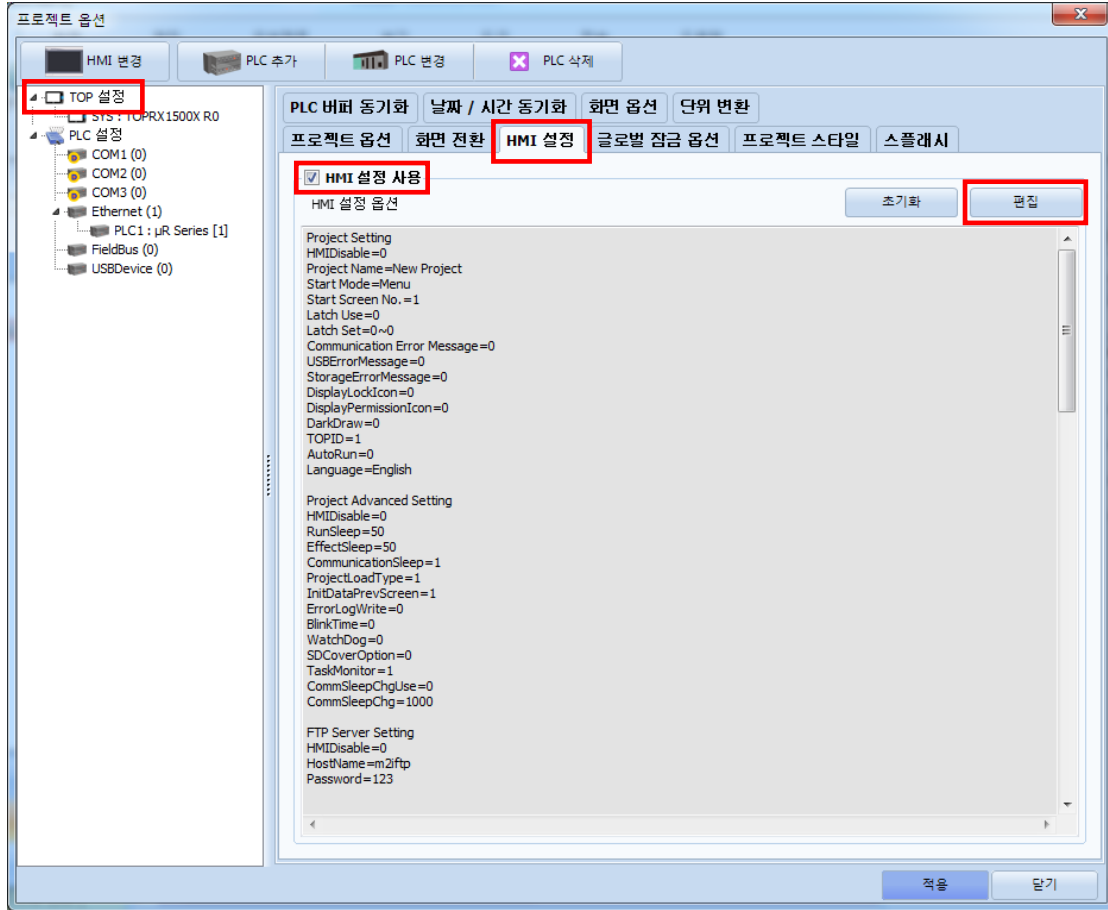 프로젝트 옵션
HMI 변경
PLC 추가
PLC 변경
PLC 삭제
TOP 설정
SYS : TOPRX1500X R0
PLC 설정
COM1 (0)
COM2 (0)
COM3 (0)
Ethernet (1)
PLC1 : μR Series [1]
FieldBus (0)
USBDevice (0)
PLC 버퍼 동기화 날짜 / 시간 동기화 화면 옵션 단위 변환
프로젝트 옵션 화면 전환 HMI 설정 글로벌 잠금 옵션 프로젝트 스타일 스플래시
HMI 설정 사용
HMI 설정 옵션
초기화
편집
Project Setting
HMIDisable=0
Project Name=New Project
Start Mode=Menu
Start Screen No.=1
Latch Use=0
Latch Set=0~0
Communication Error Message=0
USBErrorMessage=0
StorageErrorMessage=0
DisplayLockIcon=0
DisplayPermissionIcon=0
DarkDraw=0
TOPID=1
AutoRun=0
Language=English
Project Advanced Setting
HMIDisable=0
RunSleep=50
EffectSleep=50
CommunicationSleep=1
ProjectLoadType=1
InitDataPrevScreen=1
ErrorLogWrite=0
BlinkTime=0
WatchDog=0
SDCoverOption=0
TaskMonitor=1
CommSleepChgUse=0
CommSleepChg=1000
FTP Server Setting
HMIDisable=0
HostName=m2iftp
Password=123
적용
닫기